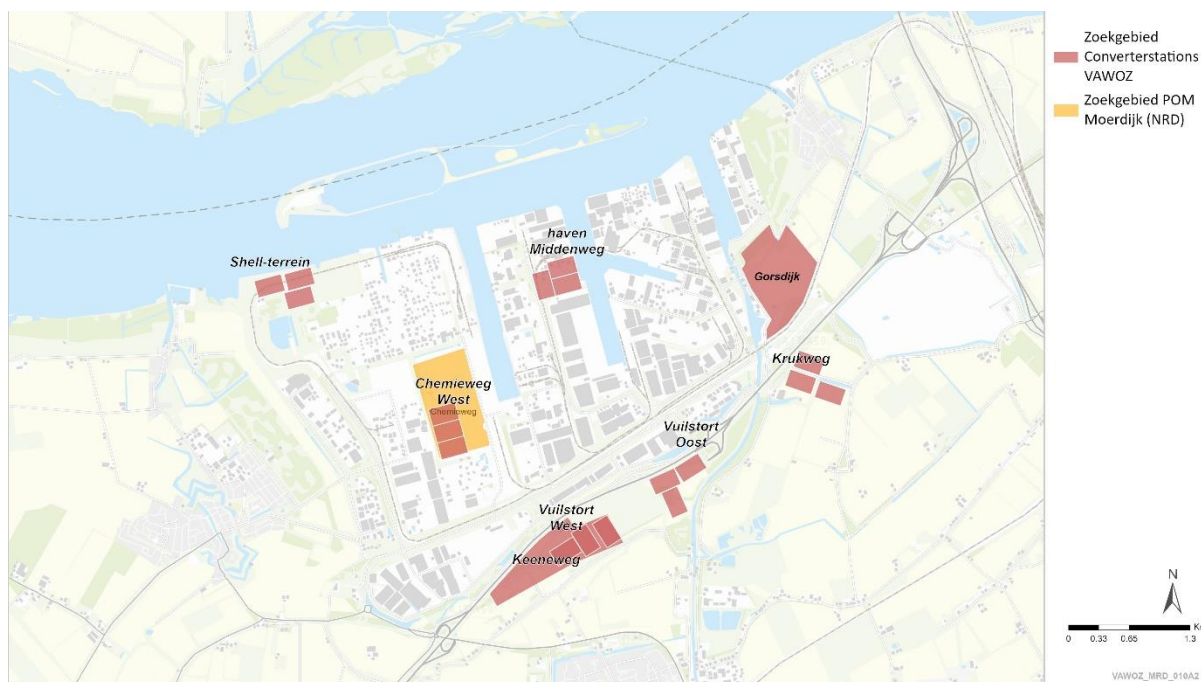 Zoekgebied
Converterstations
VAWOZ
Zoekgebied POM
Moerdijk (NRD)
haven
Middenweg
Shell-terrein
Gorsdijk
Krukweg
Chemieweg
West
Chemieweg
Vuilstort
Oost
Vuilstort
West
Keeneweg
N
K
0 0.33 0.65 1.3
VAWOZ_MRD_010A2